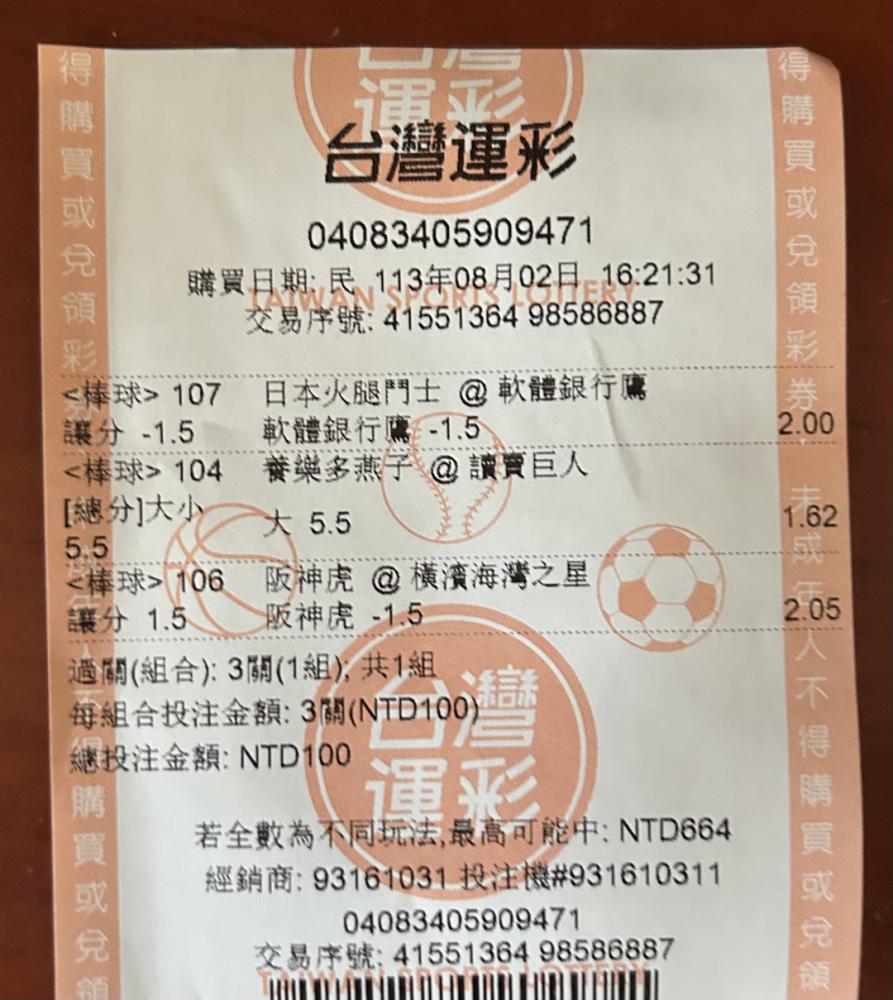 台灣
運彩
台灣運彩
04083405909471
購買日期: 民 113年08月02日 16:21:31
TAIWAN SPORTS LOTTERY
交易序號: 41551364 98586887
<棒球> 107 日本火腿鬥士 @ 軟體銀行鷹
讓分 -1.5 軟體銀行鷹 -1.5 2.00
<棒球> 104 養樂多燕子 @ 讀賣巨人
[總分]大小 大 5.5 1.62
5.5
<棒球> 106 阪神虎 @ 橫濱海灣之星
讓分 1.5 阪神虎 -1.5 2.05
過關(組合): 3關(1組), 共1組
每組合投注金額: 3關(NTD100)
總投注金額: NTD100
台灣
運彩
若全數為不同玩法,最高可能中: NTD664
經銷商: 93161031 投注機#931610311
04083405909471
交易序號: 41551364 98586887
TAIWAN SPORTS LOTTERY
得購買或兌領彩券
得購買或兌領
得購買或兌領彩券. 未成年人不得購買或兌領